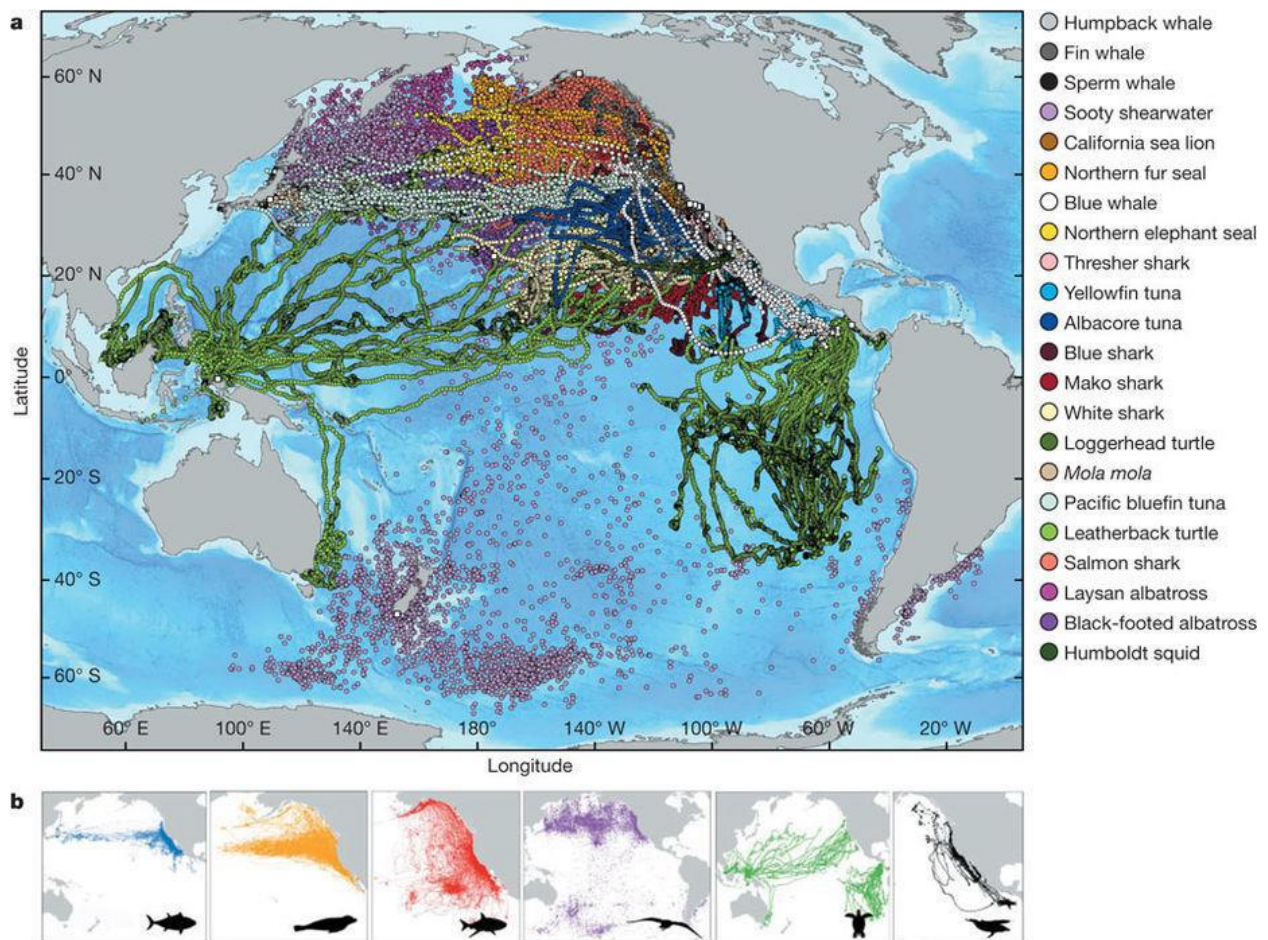 a
60° N
40° N
20° N
0°
20° S
40° S
60° S
Latitude
60° E
100° E
140° E
180°
140° W
100° W
60° W
20° W
Longitude
Humpback whale
Fin whale
Sperm whale
Sooty shearwater
California sea lion
Northern fur seal
Blue whale
Northern elephant seal
Thresher shark
Yellowfin tuna
Albacore tuna
Blue shark
Mako shark
White shark
Loggerhead turtle
Mola mola
Pacific bluefin tuna
Leatherback turtle
Salmon shark
Laysan albatross
Black-footed albatross
Humboldt squid
b